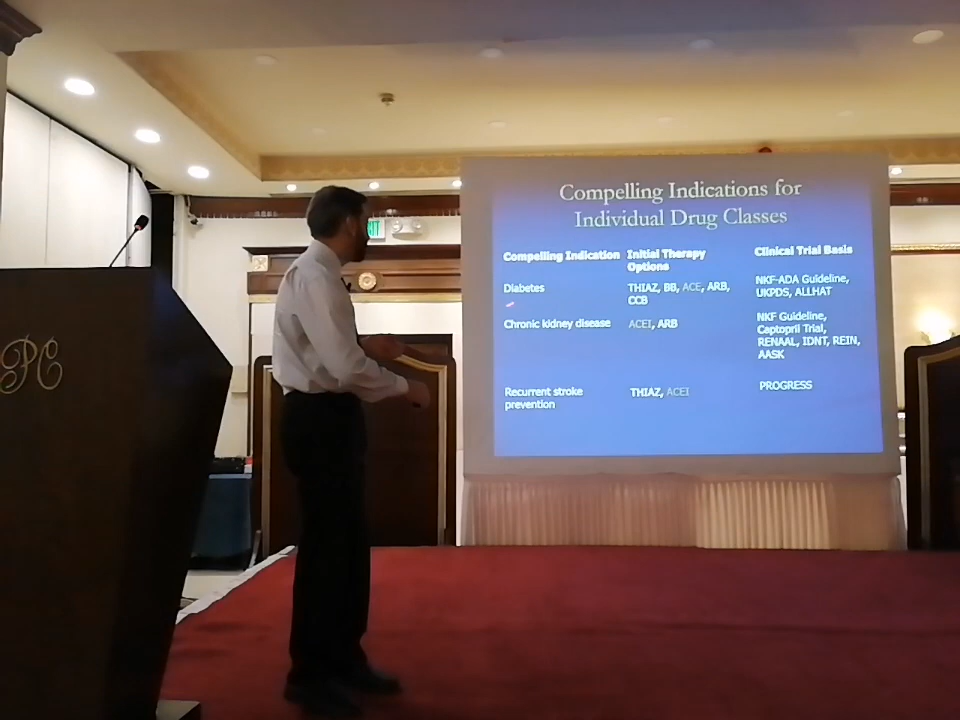 Compelling Indications for
Individual Drug Classes
Compelling Indication
Initial Therapy
Options
Clinical Trial Basis
Diabetes
THIAZ, BB, ACE, ARB,
CCB
NKF-ADA Guideline,
UKPDS, ALLHAT
Chronic kidney disease
ACEI, ARB
NKF Guideline,
Captopril Trial,
RENAAL, IDNT, REIN,
AASK
Recurrent stroke
prevention
THIAZ, ACEI
PROGRESS
PC
EXIT